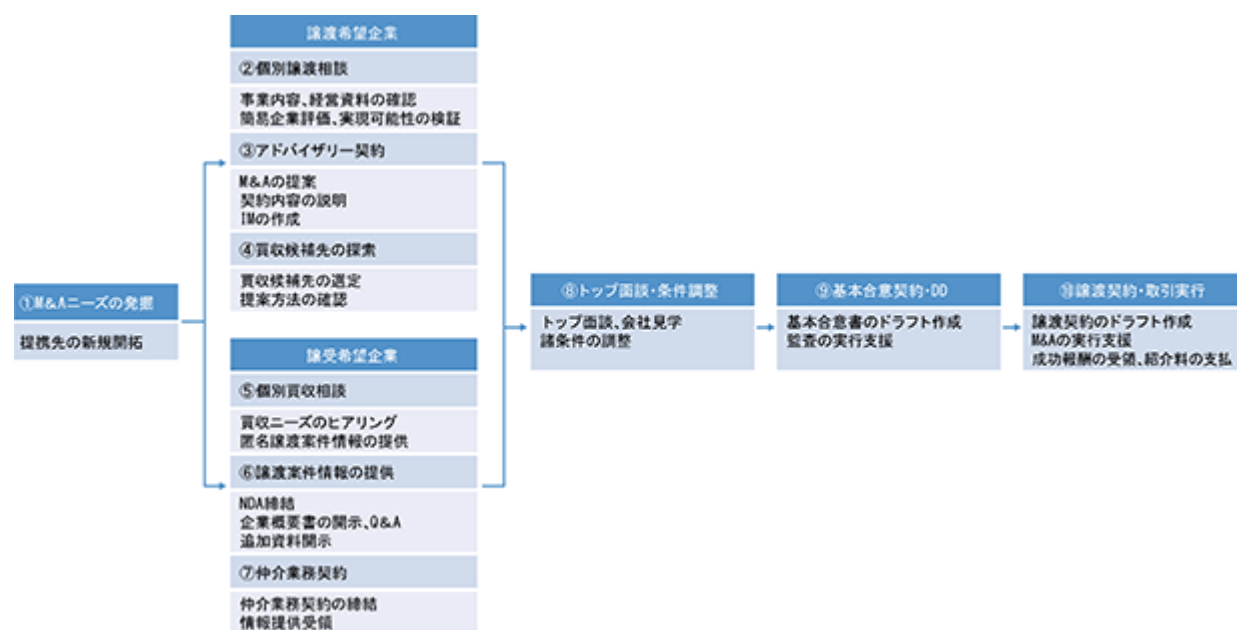 ①M&Aニーズの発掘
提携先の新規開拓
譲渡希望企業
②個別譲渡相談
事業内容、経営資料の確認
簡易企業評価、実現可能性の検証
③アドバイザリー契約
M&Aの提案
契約内容の説明
IMの作成
④買収候補先の探索
買収候補先の選定
提案方法の確認
譲受希望企業
⑤個別買収相談
買収ニーズのヒアリング
匿名譲渡案件情報の提供
⑥譲渡案件情報の提供
NDA締結
企業概要書の開示、Q&A
追加資料開示
⑦仲介業務契約
仲介業務契約の締結
情報提供受領
⑧トップ面談・条件調整
トップ面談、会社見学
諸条件の調整
⑨基本合意契約・DD
基本合意書のドラフト作成
監査の実行支援
⑩譲渡契約・取引実行
譲渡契約のドラフト作成
M&Aの実行支援
成功報酬の受領、紹介料の支払